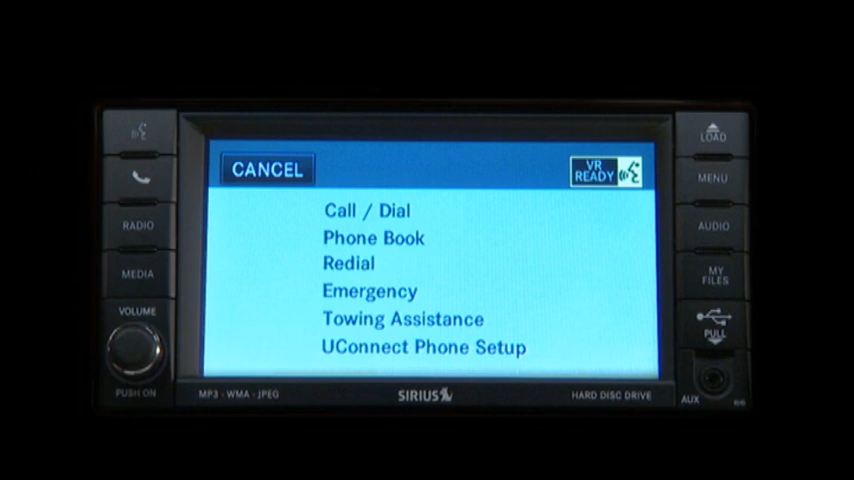 CANCEL
VR
READY
Call / Dial
Phone Book
Redial
Emergency
Towing Assistance
UConnect Phone Setup
RADIO
MEDIA
VOLUME
PUSH ON
LOAD
MENU
AUDIO
MY
FILES
PULL
AUX
MP3 - WMA - JPEG
SIRIUS
HARD DISC DRIVE